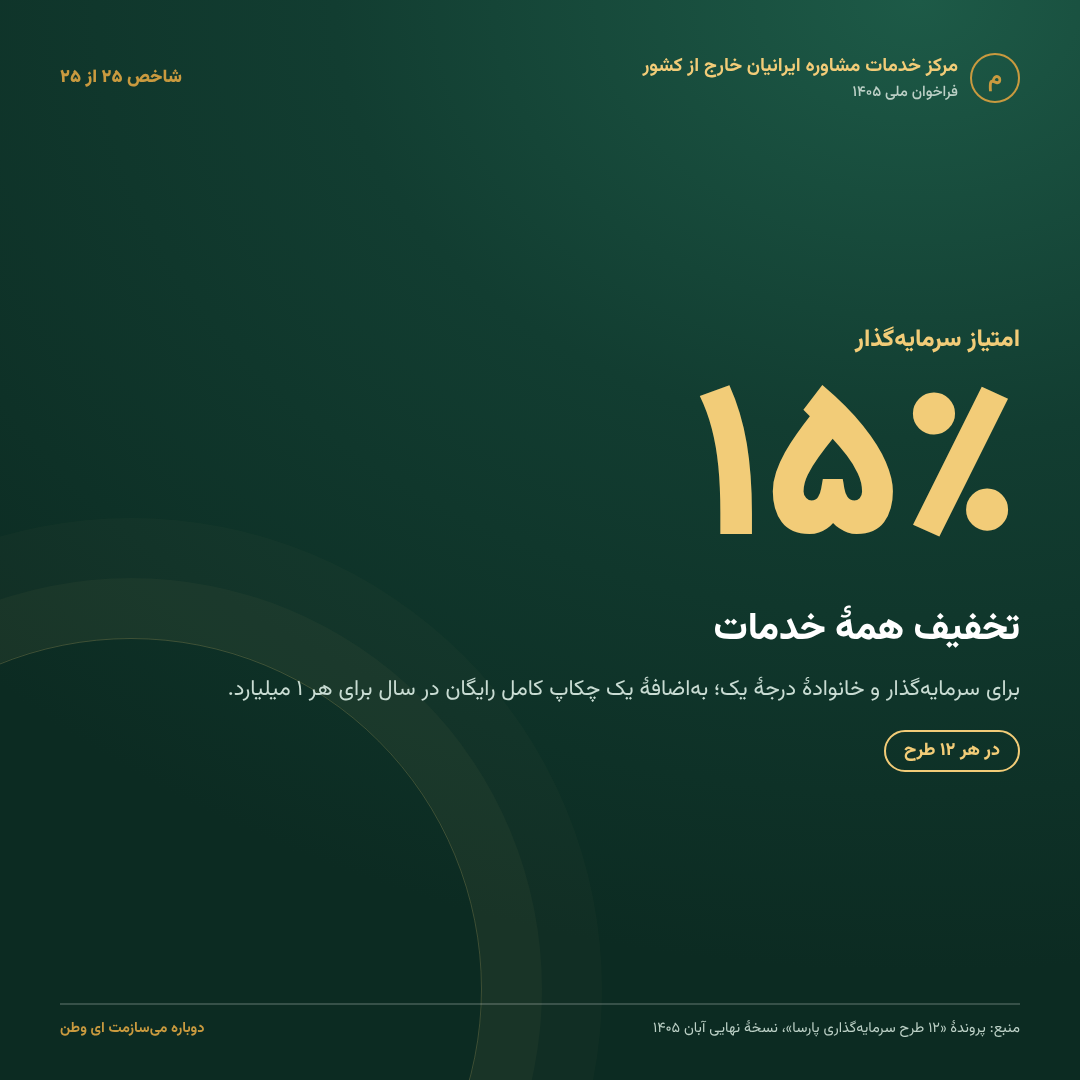 م
مرکز خدمات مشاوره ایرانیان خارج از کشور
فراخوان ملی ۱۴۰۵
شاخص ۲۵ از ۲۵
امتیاز سرمایه‌گذار
۱۵٪
تخفیف همهٔ خدمات
برای سرمایه‌گذار و خانوادهٔ درجهٔ یک؛ به‌اضافهٔ یک چکاپ کامل رایگان در سال برای هر ۱ میلیارد.
در هر ۱۲ طرح
منبع: پروندهٔ «۱۲ طرح سرمایه‌گذاری پارسا»، نسخهٔ نهایی آبان ۱۴۰۵
دوباره می‌سازمت ای وطن